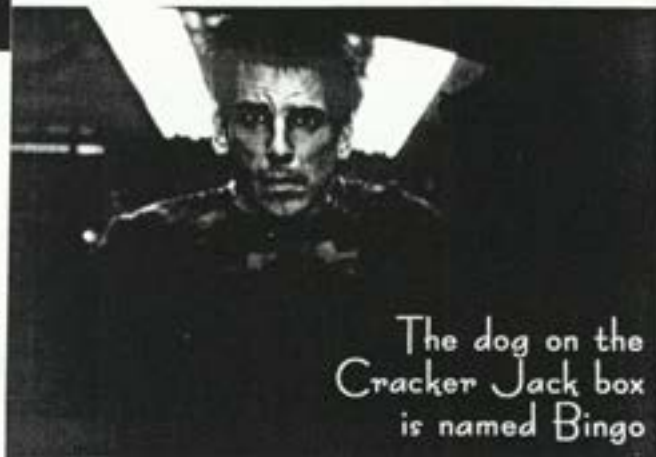 The dog on the
Cracker Jack box
is named Bingo